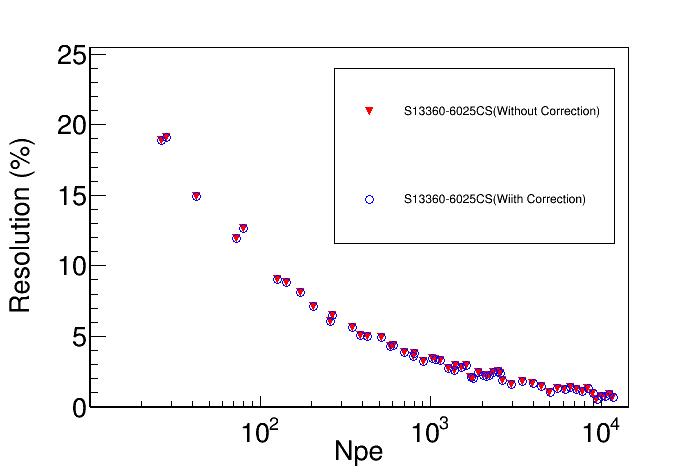 25
20
15
10
5
0
Resolution (%)
S13360-6025CS(Without Correction)
S13360-6025CS(Wiith Correction)
10²
10³
10⁴
Npe